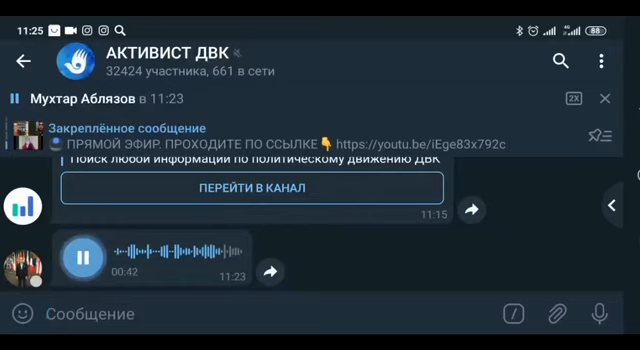 11:25
4G
88
АКТИВИСТ ДВК
32424 участника, 661 в сети
Мухтар Аблязов в 11:23
2X
Закреплённое сообщение
ПРЯМОЙ ЭФИР. ПРОХОДИТЕ ПО ССЫЛКЕ👇 https://youtu.be/iEge83x792c
Поиск любой информации по политическому движению ДВК
ПЕРЕЙТИ В КАНАЛ
11:15
00:42
11:23
Сообщение